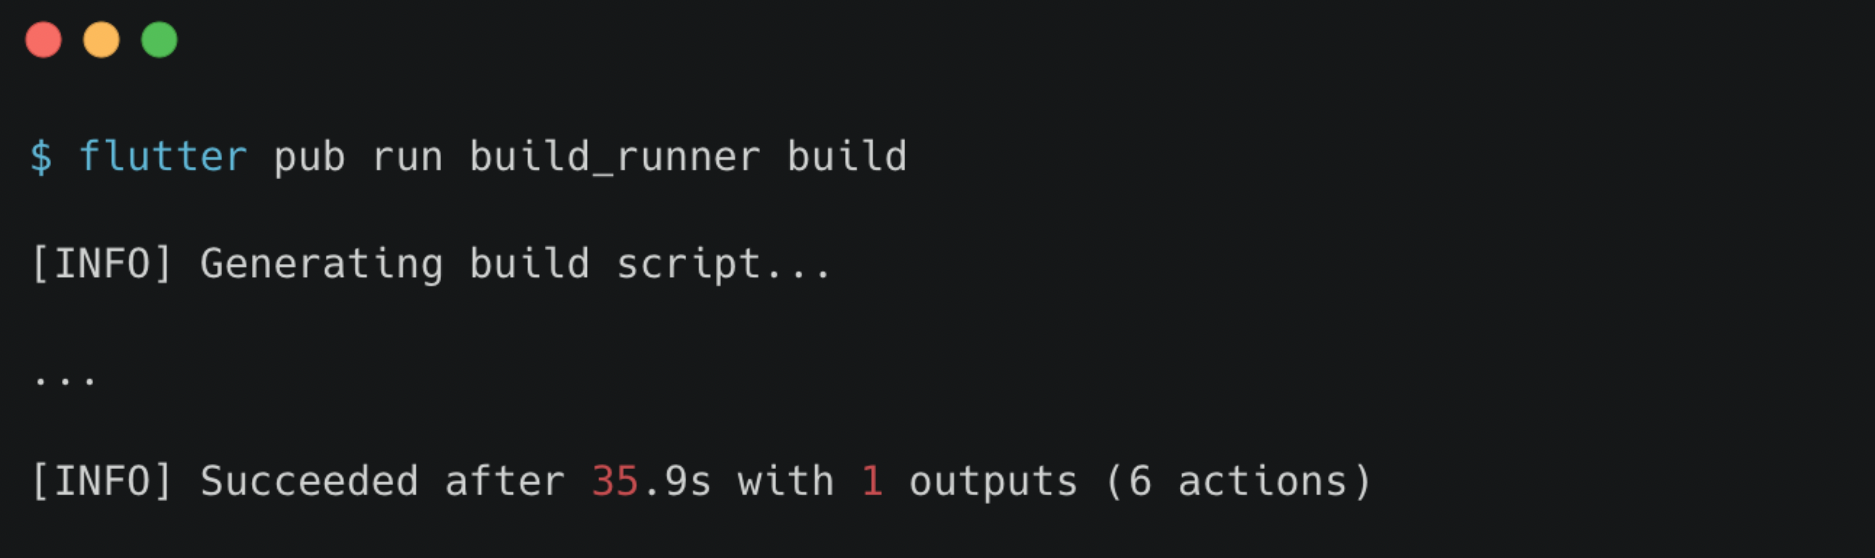 $ flutter pub run build_runner build
[INFO] Generating build script...
...
[INFO] Succeeded after 35.9s with 1 outputs (6 actions)